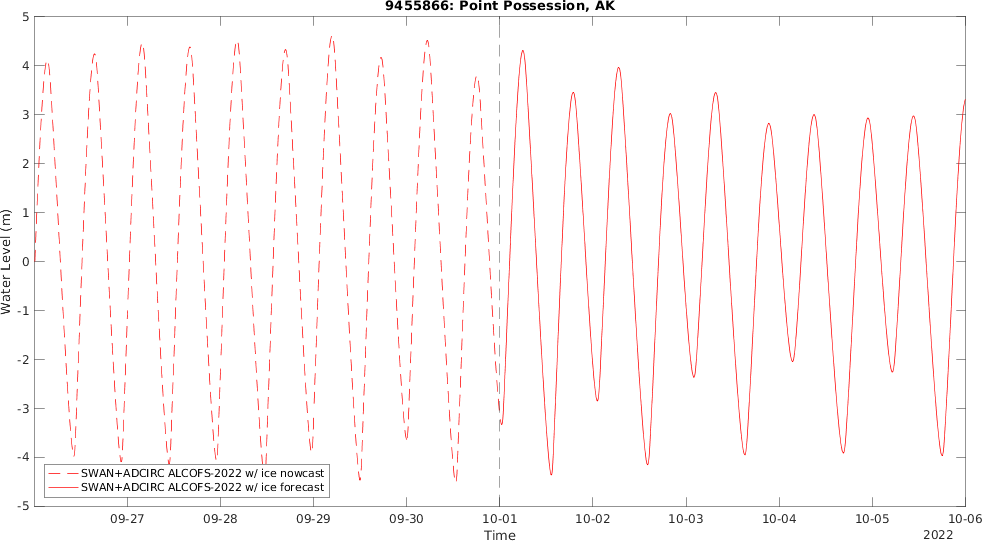 9455866: Point Possession, AK
5
4
3
2
1
0
-1
-2
-3
-4
-5
Water Level (m)
SWAN+ADCIRC ALCOFS-2022 w/ ice nowcast
SWAN+ADCIRC ALCOFS-2022 w/ ice forecast
09-27 09-28 09-29 09-30 10-01 10-02 10-03 10-04 10-05 10-06
Time
2022